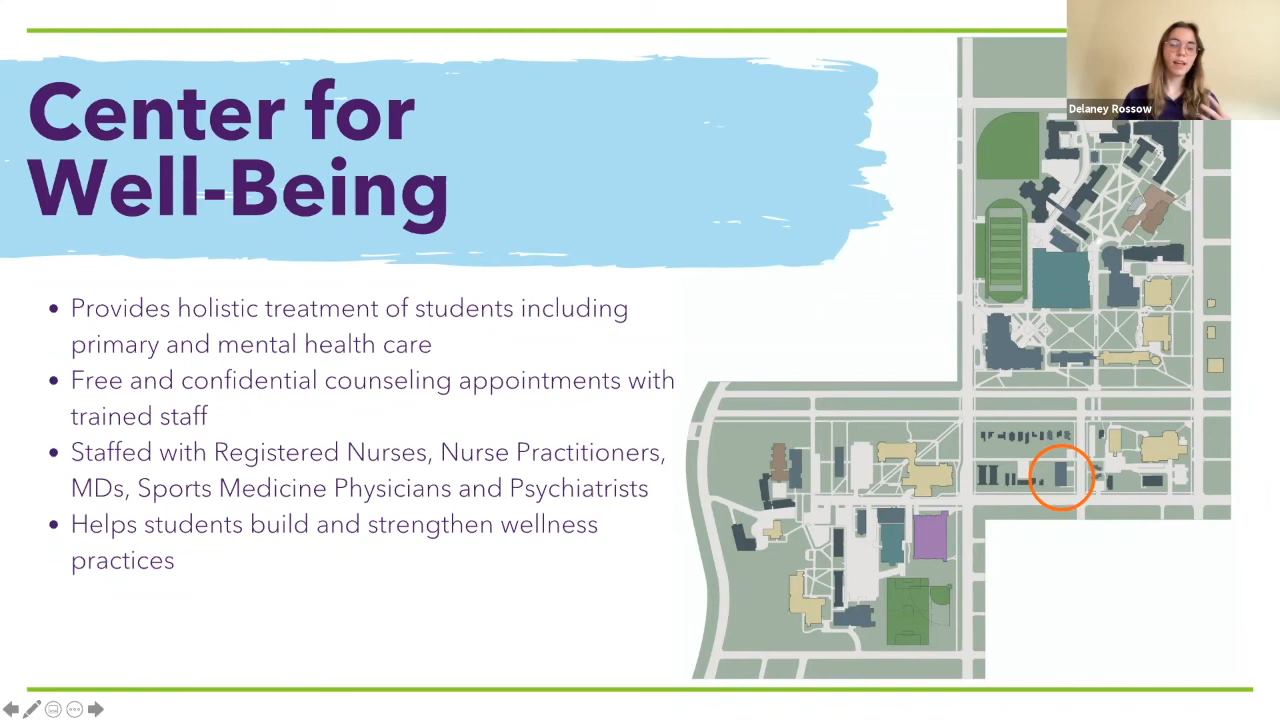 Center for
Well-Being
Delaney Rossow
• Provides holistic treatment of students including
primary and mental health care
• Free and confidential counseling appointments with
trained staff
• Staffed with Registered Nurses, Nurse Practitioners,
MDs, Sports Medicine Physicians and Psychiatrists
• Helps students build and strengthen wellness
practices